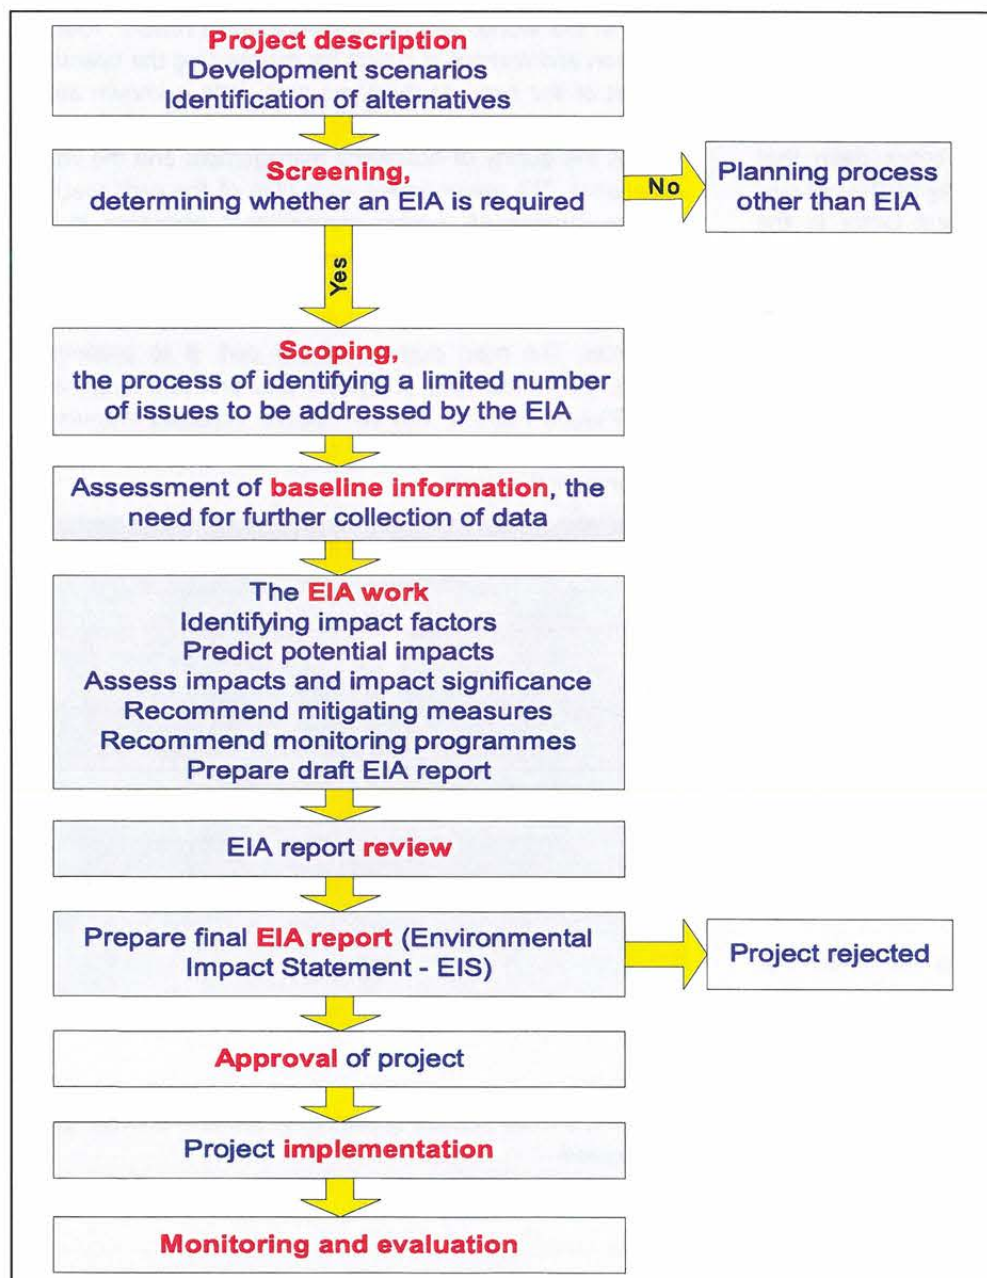 Project description
Development scenarios
Identification of alternatives
Screening,
determining whether an EIA is required
No
Planning process
other than EIA
Yes
Scoping,
the process of identifying a limited number
of issues to be addressed by the EIA
Assessment of baseline information, the
need for further collection of data
The EIA work
Identifying impact factors
Predict potential impacts
Assess impacts and impact significance
Recommend mitigating measures
Recommend monitoring programmes
Prepare draft EIA report
EIA report review
Prepare final EIA report (Environmental
Impact Statement - EIS)
Project rejected
Approval of project
Project implementation
Monitoring and evaluation